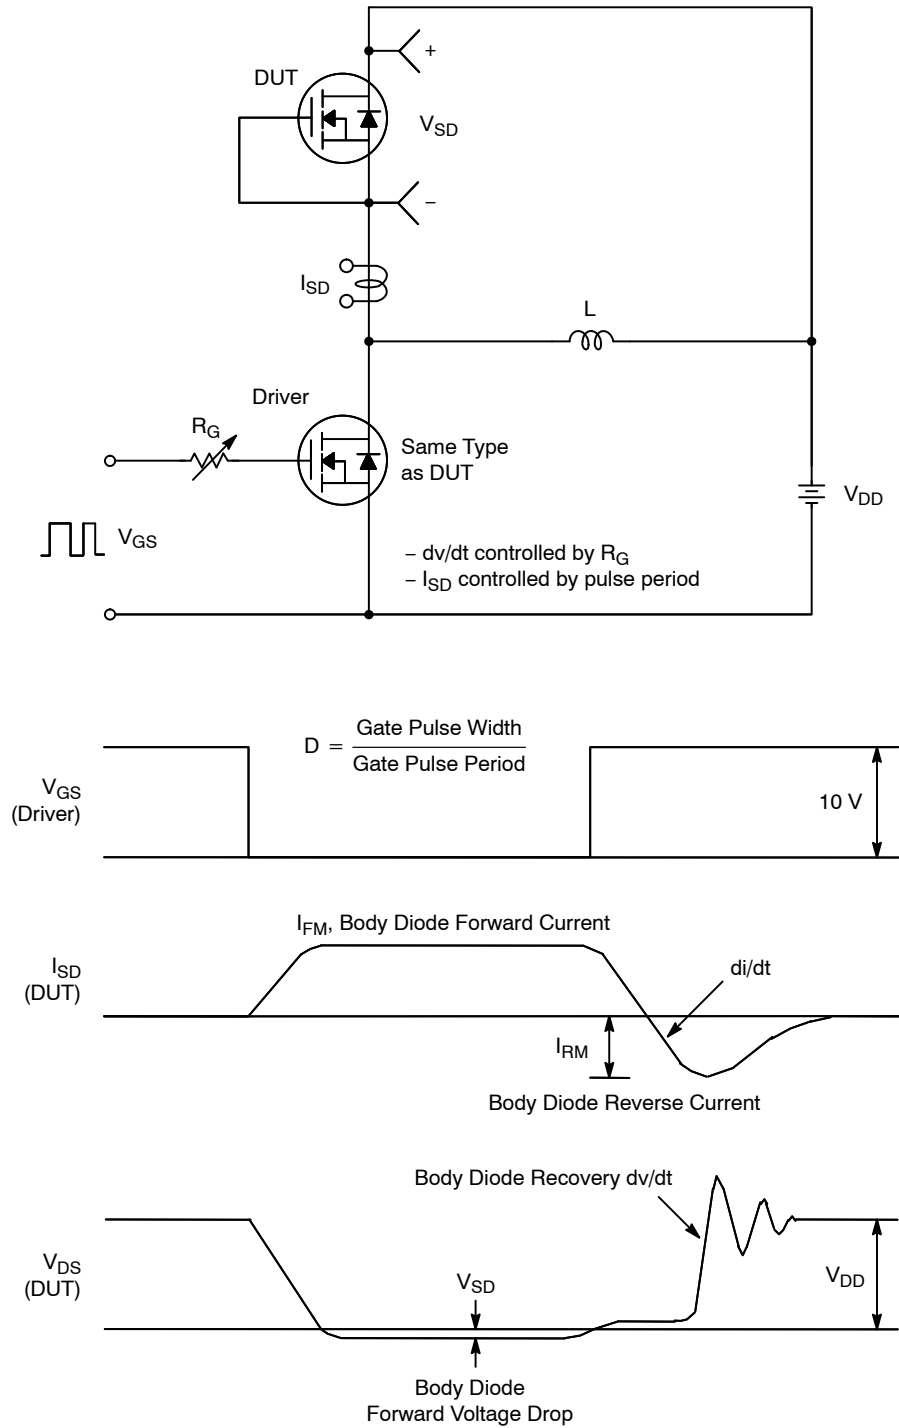 +
DUT
V_SD
−
I_SD
L
Driver
R_G
Same Type
as DUT
V_DD
V_GS
− dv/dt controlled by R_G
− I_SD controlled by pulse period
D = Gate Pulse Width
Gate Pulse Period
V_GS
(Driver)
10 V
I_FM, Body Diode Forward Current
I_SD
(DUT)
di/dt
I_RM
Body Diode Reverse Current
Body Diode Recovery dv/dt
V_DS
(DUT)
V_SD
V_DD
Body Diode
Forward Voltage Drop